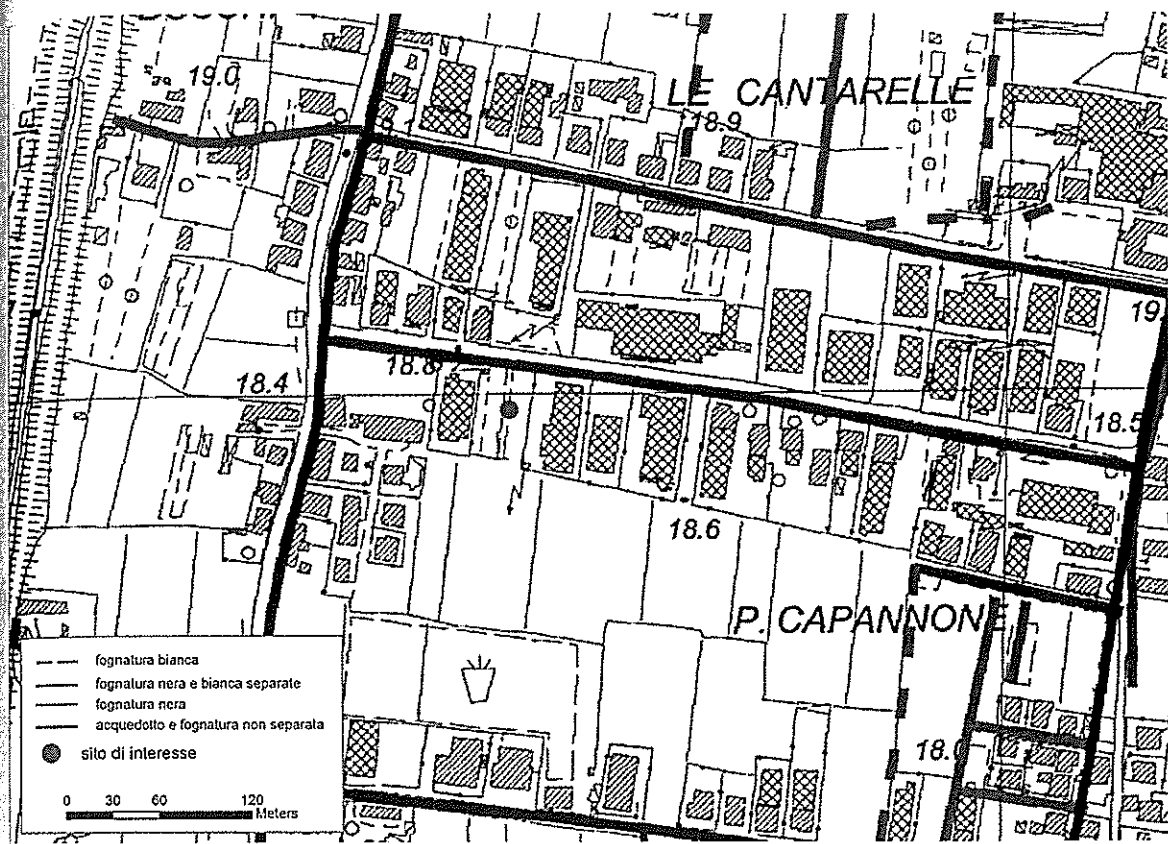 19.0
LE CANTARELLE
18.9
19.
18.8
18.4
18.5
18.6
P. CAPANNONE
18.0
fognatura bianca
fognatura nera e bianca separate
fognatura nera
acquedotto e fognatura non separata
sito di interesse
0 30 60 120
Meters